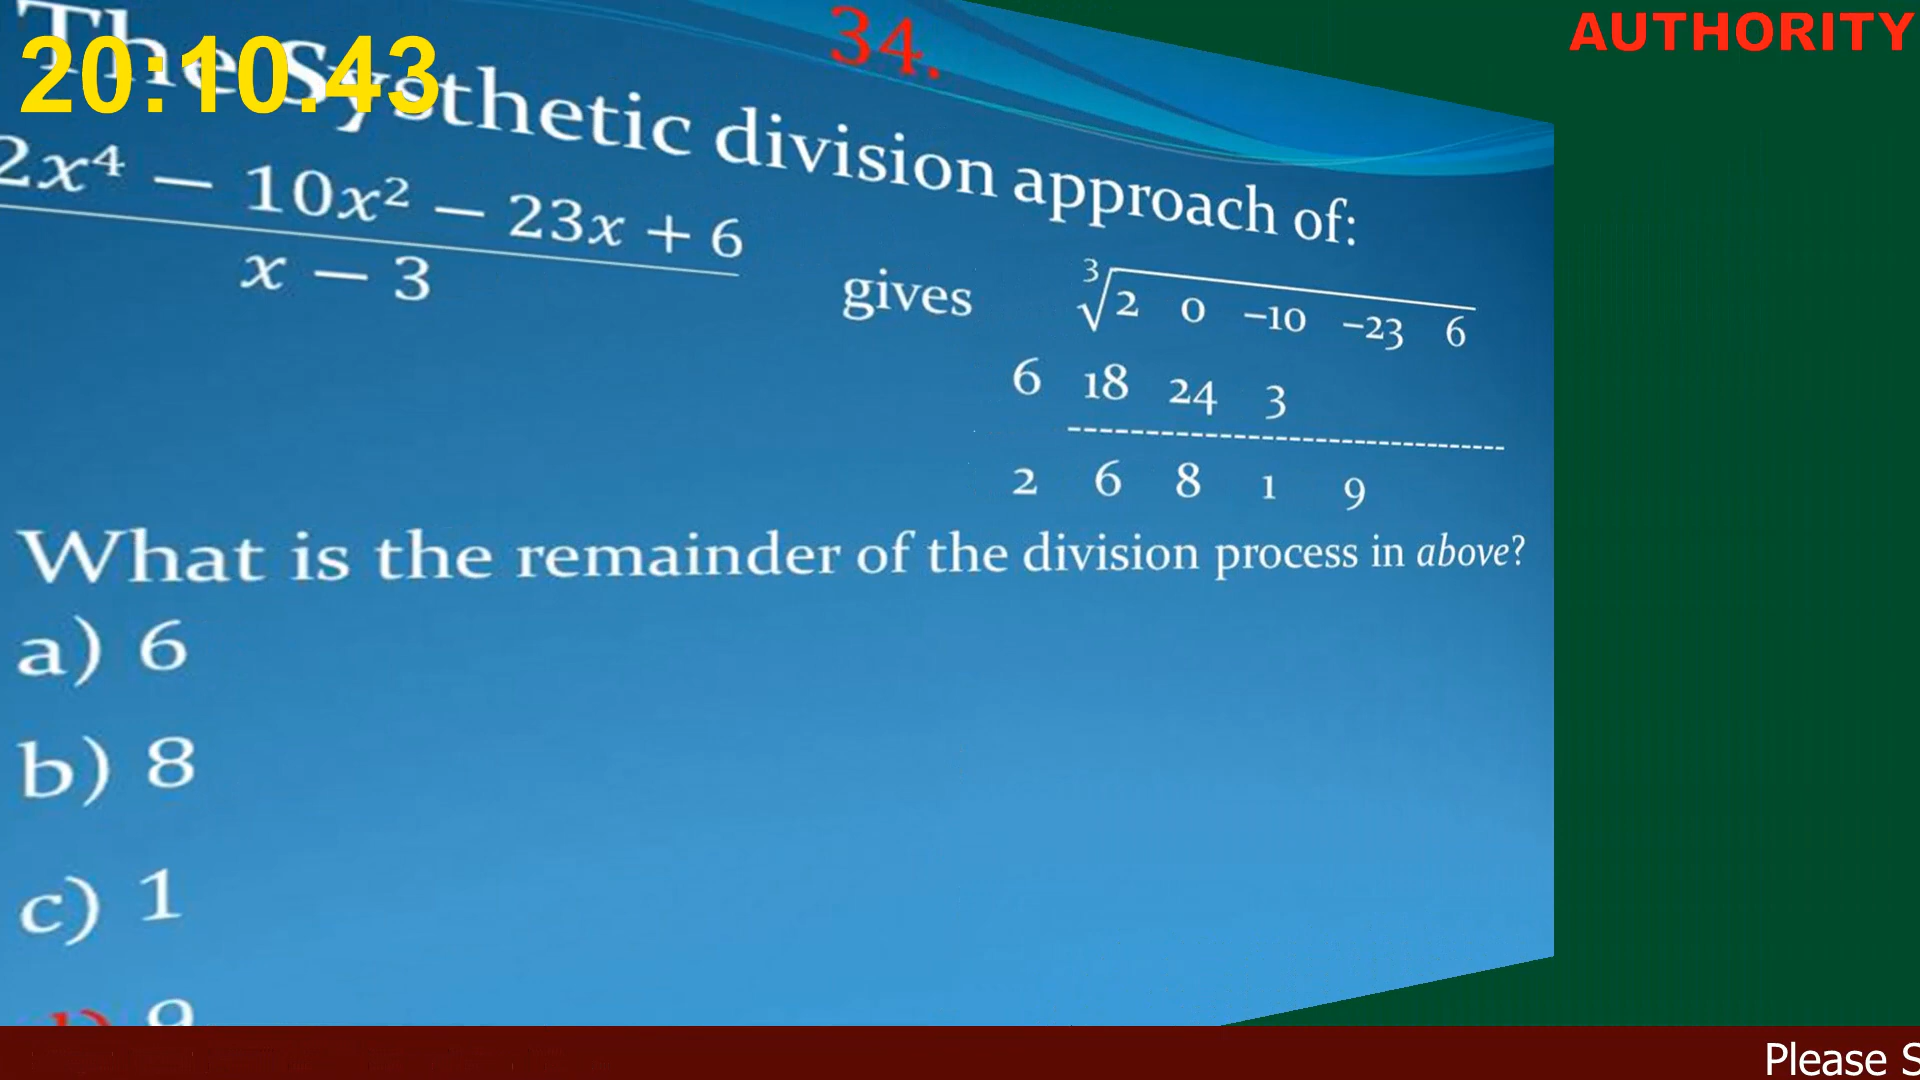 20:10.43
AUTHORITY
34.
The Systhetic division approach of:
2x⁴ − 10x² − 23x + 6
x − 3
gives
3√2 0 −10 −23 6
6 18 24 3
2 6 8 1 9
What is the remainder of the division process in above?
a) 6
b) 8
c) 1
Please S